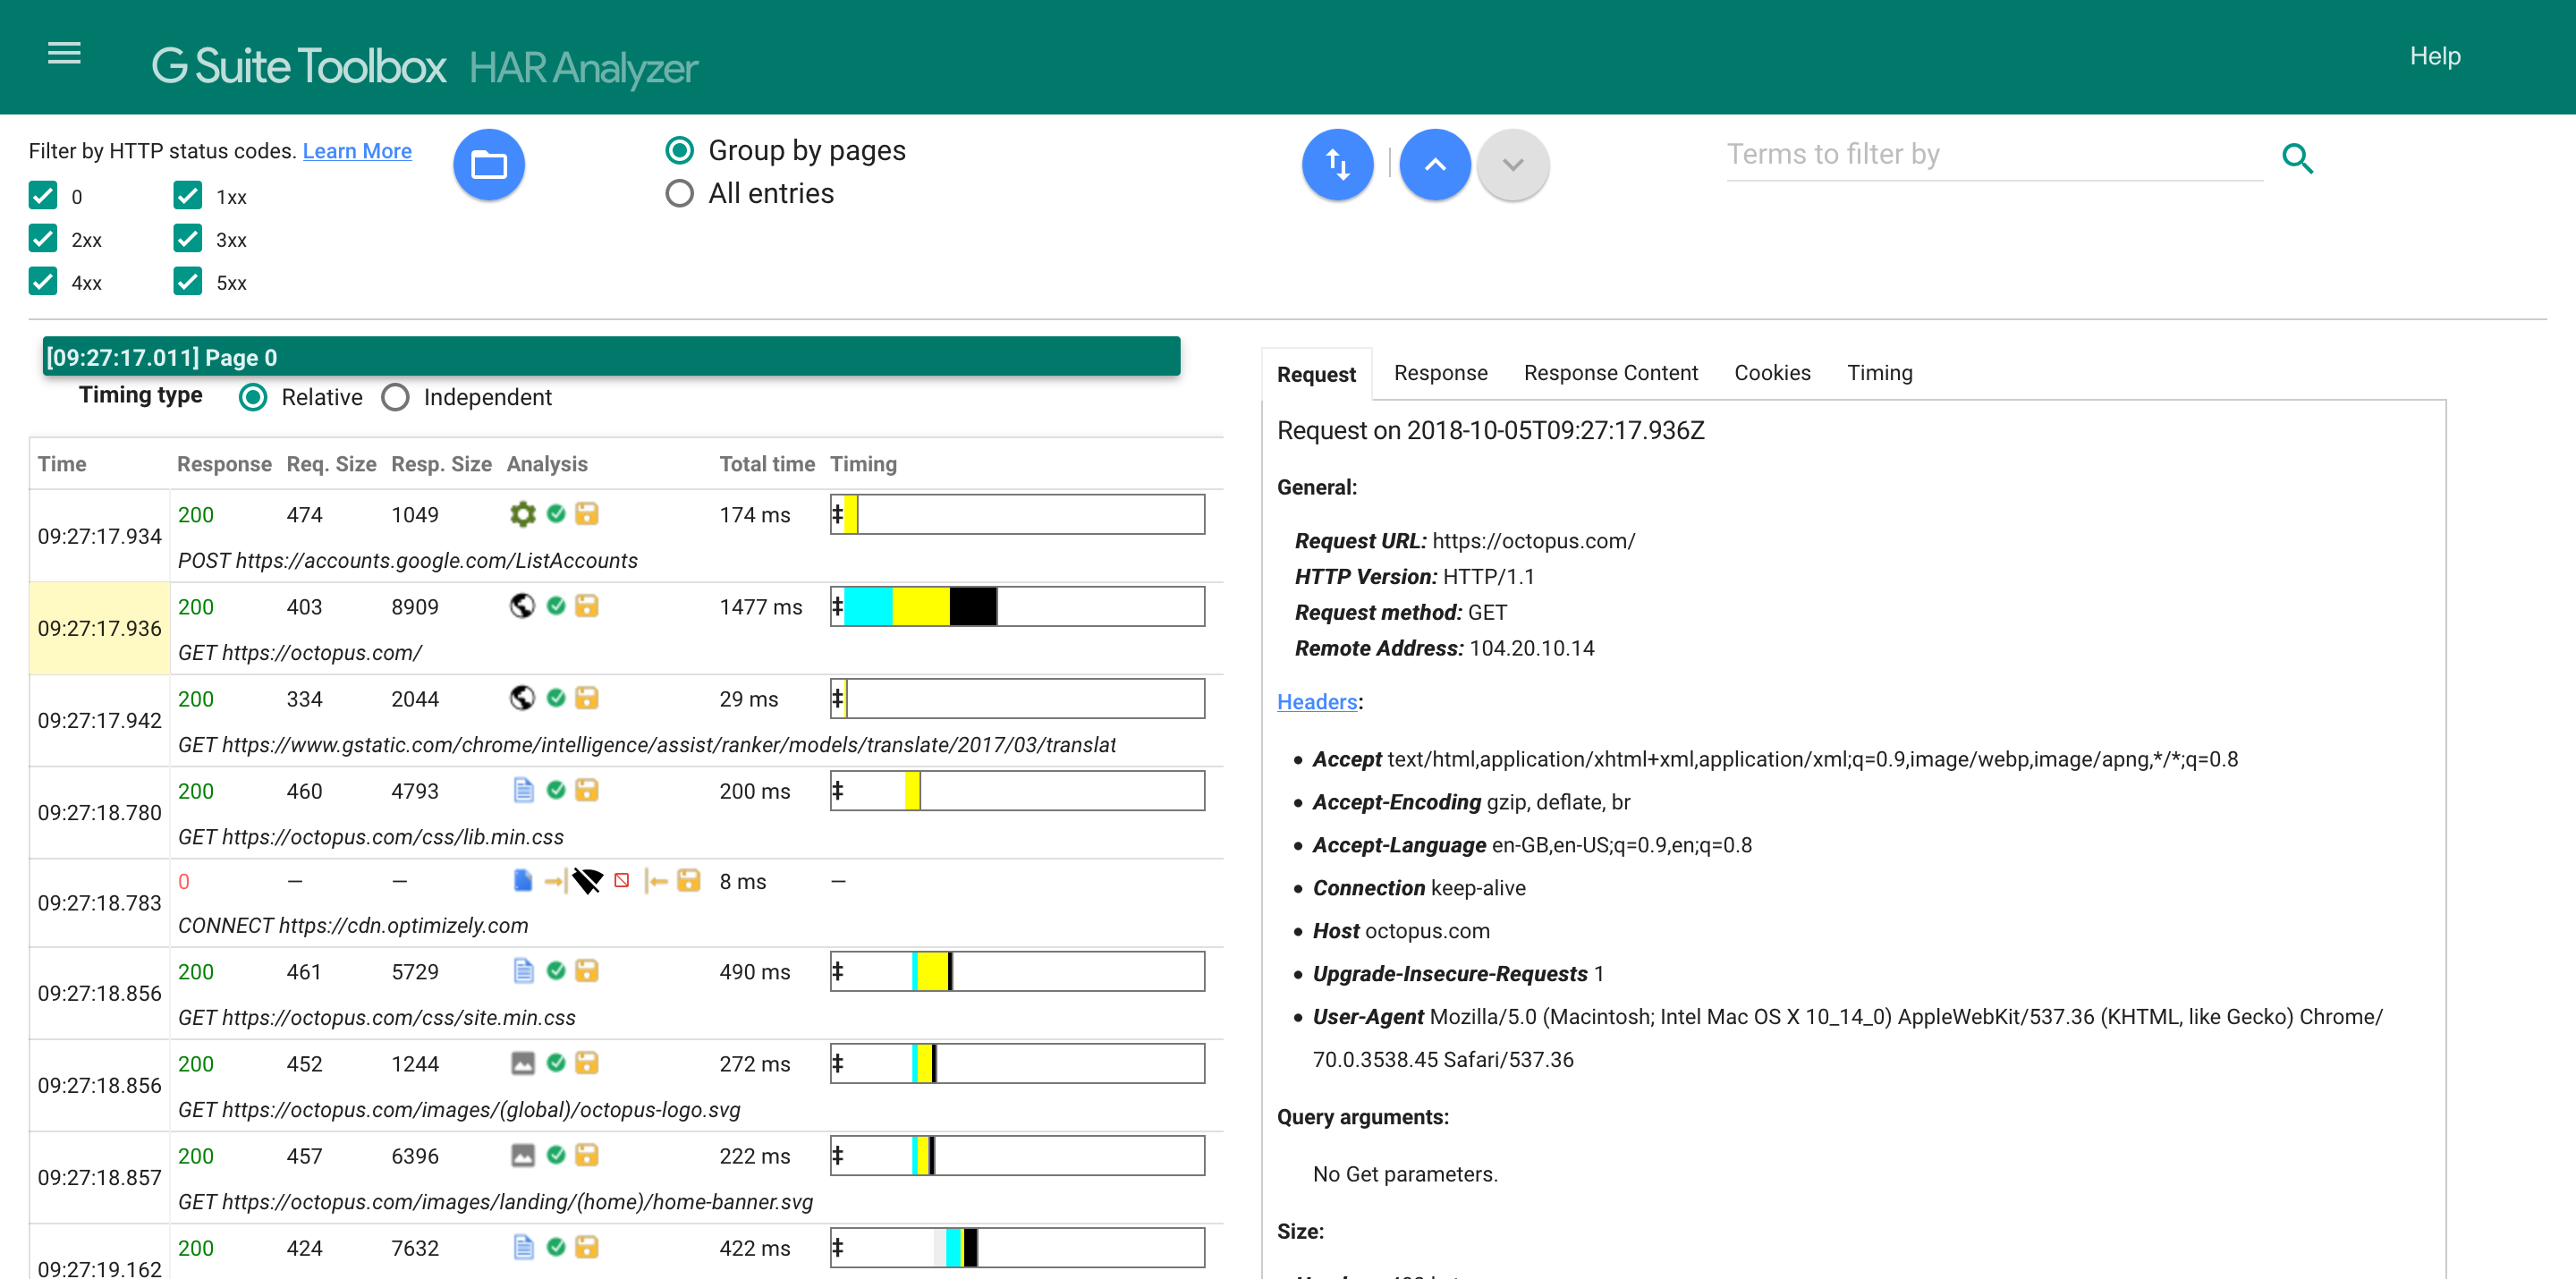 G Suite Toolbox HAR Analyzer
Help
Filter by HTTP status codes. Learn More
0
1xx
2xx
3xx
4xx
5xx
Group by pages
All entries
Terms to filter by
[09:27:17.011] Page 0
Timing type Relative Independent
Time Response Req. Size Resp. Size Analysis Total time Timing
09:27:17.934
200 474 1049 174 ms
POST https://accounts.google.com/ListAccounts
09:27:17.936
200 403 8909 1477 ms
GET https://octopus.com/
09:27:17.942
200 334 2044 29 ms
GET https://www.gstatic.com/chrome/intelligence/assist/ranker/models/translate/2017/03/translat
09:27:18.780
200 460 4793 200 ms
GET https://octopus.com/css/lib.min.css
09:27:18.783
0 — — 8 ms —
CONNECT https://cdn.optimizely.com
09:27:18.856
200 461 5729 490 ms
GET https://octopus.com/css/site.min.css
09:27:18.856
200 452 1244 272 ms
GET https://octopus.com/images/(global)/octopus-logo.svg
09:27:18.857
200 457 6396 222 ms
GET https://octopus.com/images/landing/(home)/home-banner.svg
09:27:19.162
200 424 7632 422 ms
Request Response Response Content Cookies Timing
Request on 2018-10-05T09:27:17.936Z
General:
Request URL: https://octopus.com/
HTTP Version: HTTP/1.1
Request method: GET
Remote Address: 104.20.10.14
Headers:
• Accept text/html,application/xhtml+xml,application/xml;q=0.9,image/webp,image/apng,*/*;q=0.8
• Accept-Encoding gzip, deflate, br
• Accept-Language en-GB,en-US;q=0.9,en;q=0.8
• Connection keep-alive
• Host octopus.com
• Upgrade-Insecure-Requests 1
• User-Agent Mozilla/5.0 (Macintosh; Intel Mac OS X 10_14_0) AppleWebKit/537.36 (KHTML, like Gecko) Chrome/
70.0.3538.45 Safari/537.36
Query arguments:
No Get parameters.
Size: